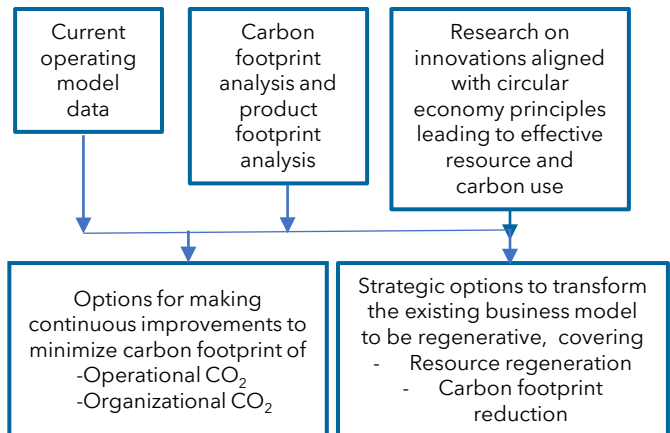 Current
operating
model
data
Carbon
footprint
analysis and
product
footprint
analysis
Research on
innovations aligned
with circular
economy principles
leading to effective
resource and
carbon use
Options for making
continuous improvements to
minimize carbon footprint of
-Operational CO₂
-Organizational CO₂
Strategic options to transform
the existing business model
to be regenerative, covering
- Resource regeneration
- Carbon footprint
reduction